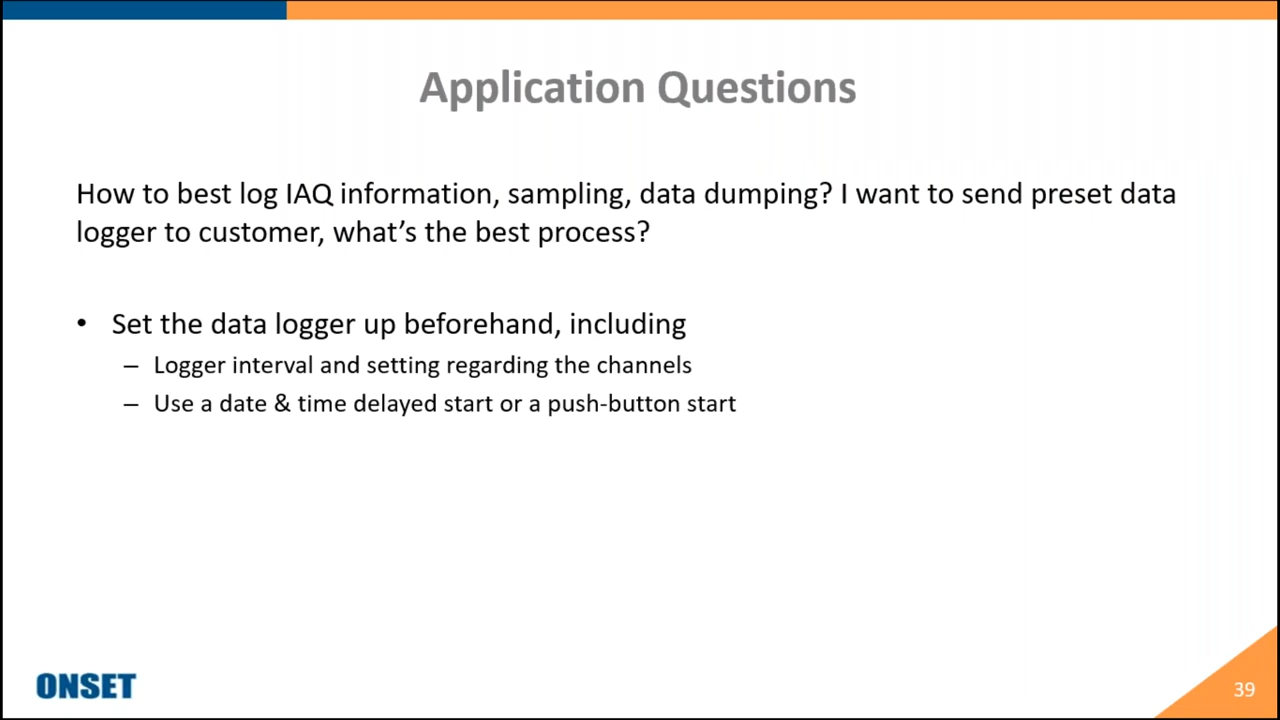 Application Questions
How to best log IAQ information, sampling, data dumping? I want to send preset data
logger to customer, what’s the best process?
• Set the data logger up beforehand, including
– Logger interval and setting regarding the channels
– Use a date & time delayed start or a push-button start
ONSET
39